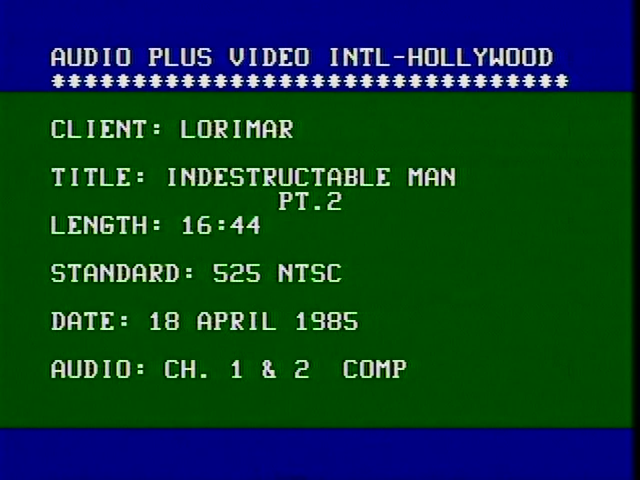 AUDIO PLUS VIDEO INTL-HOLLYWOOD
********************************
CLIENT: LORIMAR
TITLE: INDESTRUCTABLE MAN
PT.2
LENGTH: 16:44
STANDARD: 525 NTSC
DATE: 18 APRIL 1985
AUDIO: CH. 1 & 2 COMP